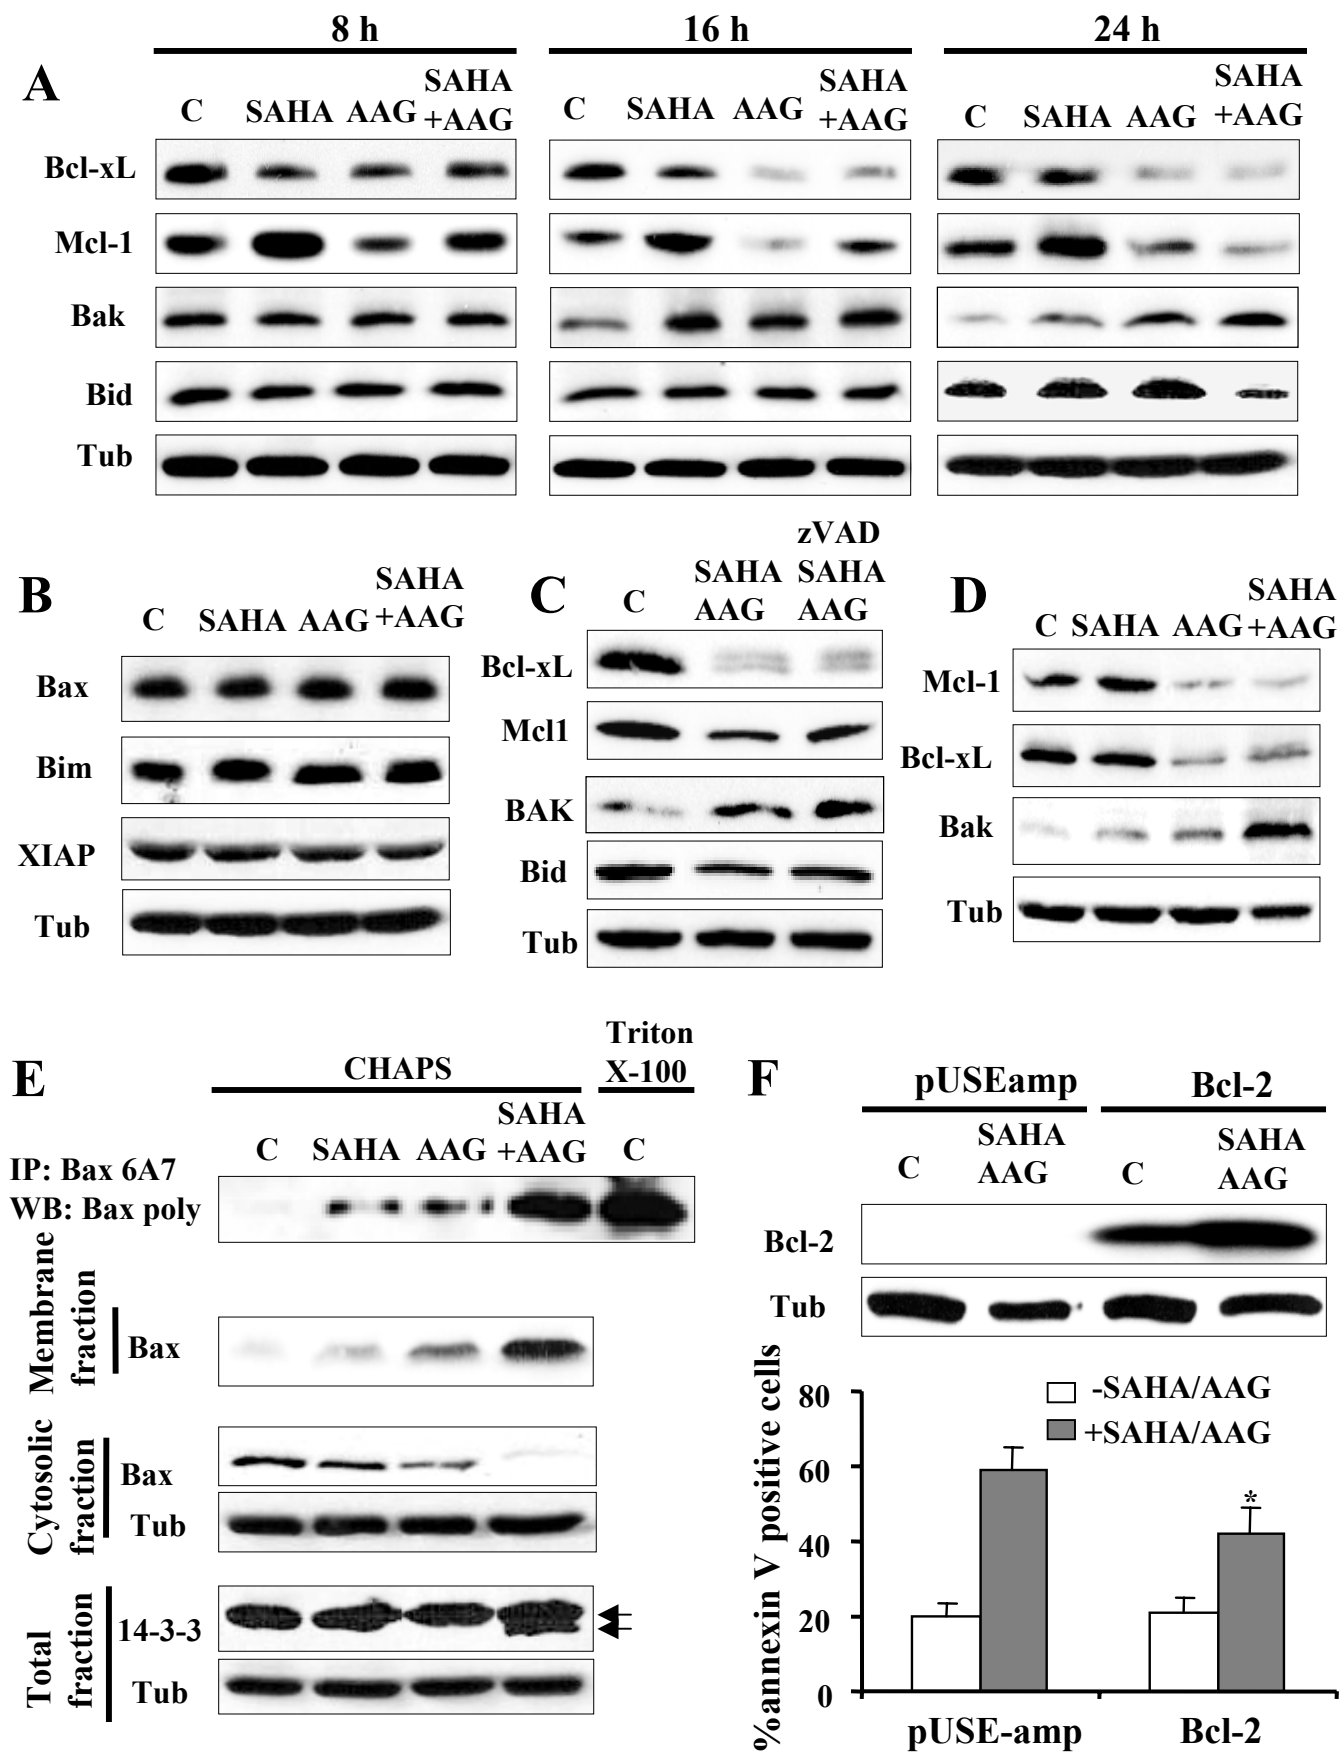 8 h 16 h 24 h
A
C SAHA AAG SAHA +AAG C SAHA AAG SAHA +AAG C SAHA AAG SAHA +AAG
Bcl-xL
Mcl-1
Bak
Bid
Tub
B
C SAHA AAG SAHA +AAG
Bax
Bim
XIAP
Tub
C
C SAHA AAG zVAD SAHA AAG
Bcl-xL
Mcl1
BAK
Bid
Tub
D
C SAHA AAG SAHA +AAG
Mcl-1
Bcl-xL
Bak
Tub
E
CHAPS Triton X-100
C SAHA AAG SAHA +AAG C
IP: Bax 6A7
WB: Bax poly
Membrane fraction
Bax
Cytosolic fraction
Bax
Tub
Total fraction
14-3-3
Tub
F
pUSEamp Bcl-2
C SAHA AAG C SAHA AAG
Bcl-2
Tub
%annexin V positive cells
80
60
40
20
0
-SAHA/AAG
+SAHA/AAG
*
pUSE-amp Bcl-2